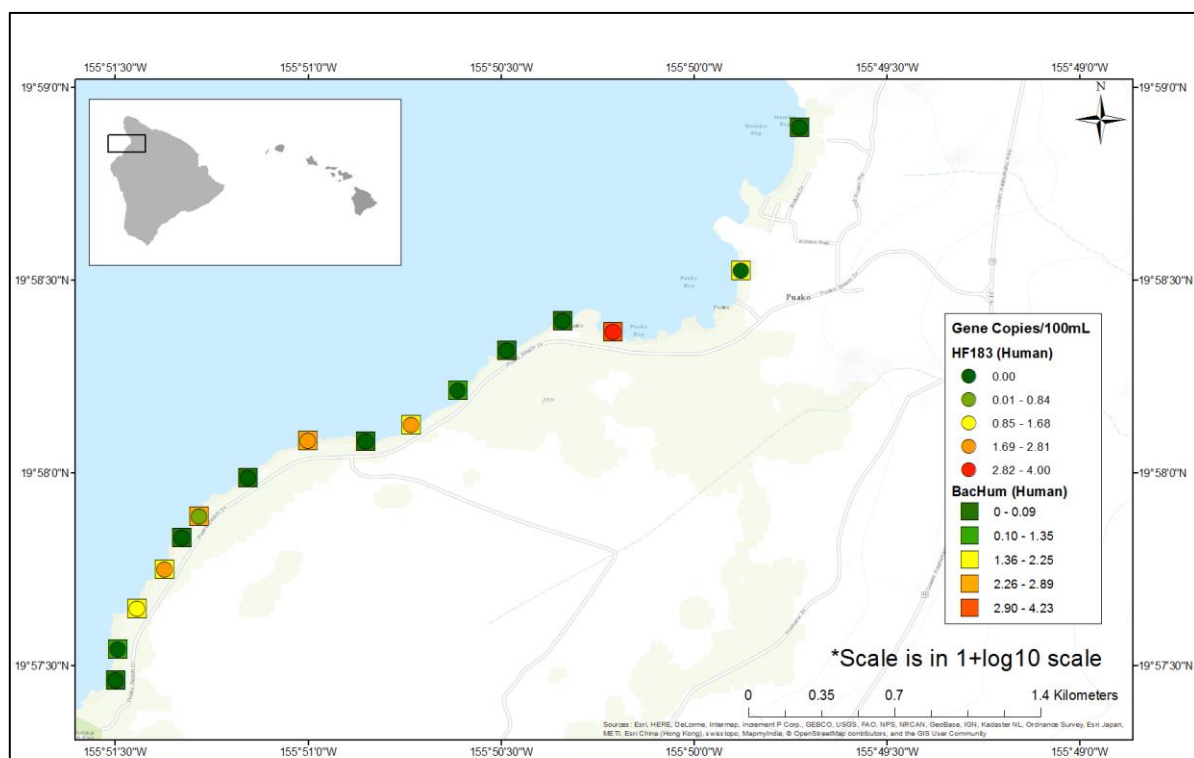 155°51'30"W 155°51'0"W 155°50'30"W 155°50'0"W 155°49'30"W 155°49'0"W
19°59'0"N 19°59'0"N
N
19°58'30"N 19°58'30"N
Puako
Puako Beach Dr
Gene Copies/100mL
HF183 (Human)
0.00
0.01 - 0.84
0.85 - 1.68
1.69 - 2.81
2.82 - 4.00
BacHum (Human)
0 - 0.09
0.10 - 1.35
1.36 - 2.25
2.26 - 2.89
2.90 - 4.23
19°58'0"N 19°58'0"N
*Scale is in 1+log10 scale
19°57'30"N 19°57'30"N
0 0.35 0.7 1.4 Kilometers
Sources: Esri, HERE, DeLorme, Intermap, increment P Corp., GEBCO, USGS, FAO, NPS, NRCAN, GeoBase, IGN, Kadaster NL, Ordnance Survey, Esri Japan,
METI, Esri China (Hong Kong), swisstopo, MapmyIndia, © OpenStreetMap contributors, and the GIS User Community
155°51'30"W 155°51'0"W 155°50'30"W 155°50'0"W 155°49'30"W 155°49'0"W